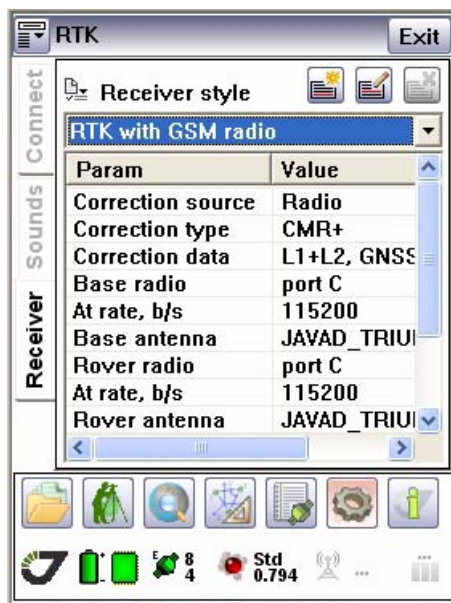 RTK Exit
Connect
Sounds
Receiver
Receiver style
RTK with GSM radio
Param Value
Correction source Radio
Correction type CMR+
Correction data L1+L2, GNSS
Base radio port C
At rate, b/s 115200
Base antenna JAVAD_TRIU
Rover radio port C
At rate, b/s 115200
Rover antenna JAVAD_TRIU
E 8 4
Std 0.794
...